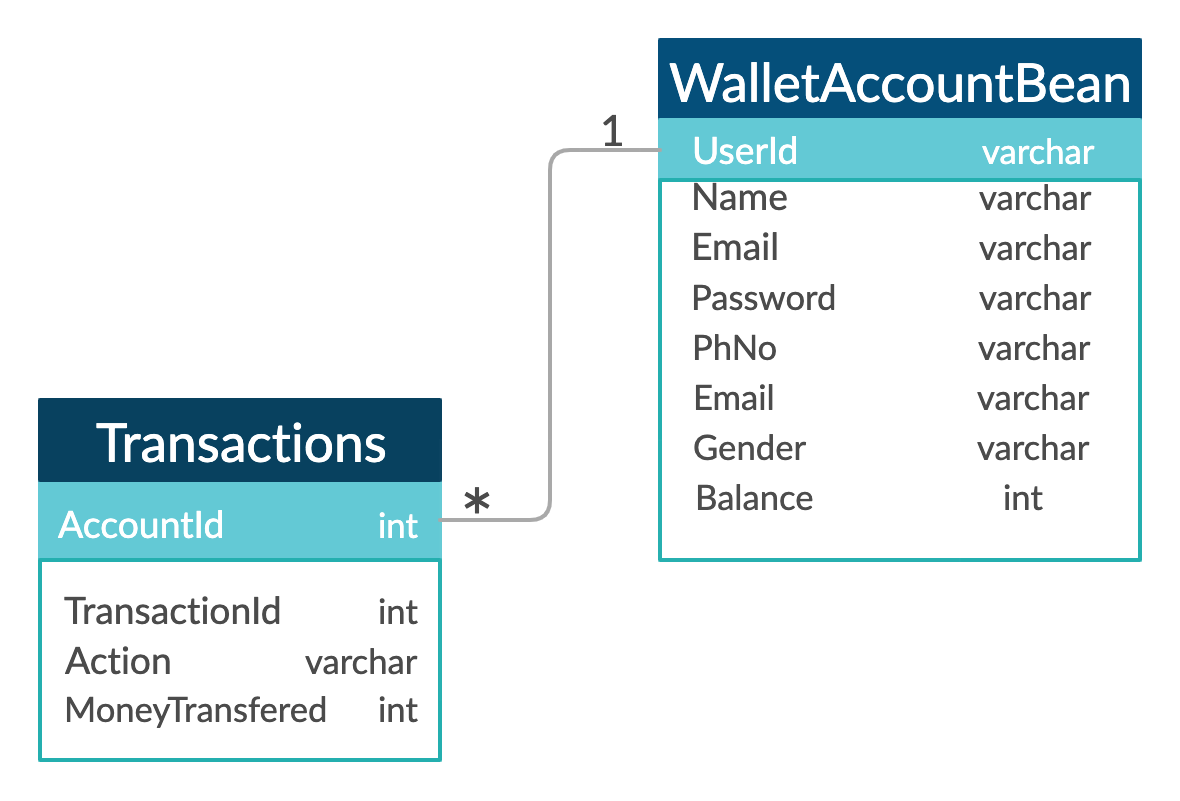 WalletAccountBean
1
UserId varchar
Name varchar
Email varchar
Password varchar
PhNo varchar
Email varchar
Gender varchar
Balance int
Transactions
*
AccountId int
TransactionId int
Action varchar
MoneyTransfered int